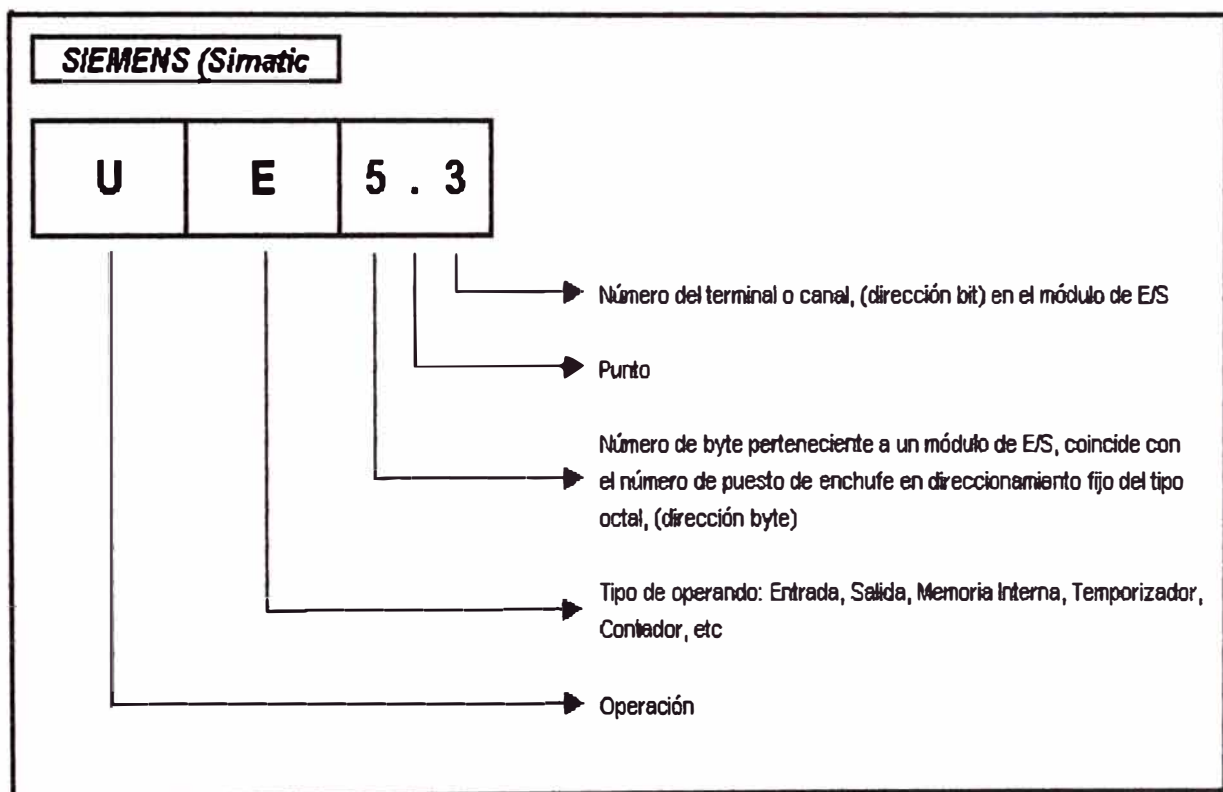 SIEMENS (Simatic
U E 5 . 3
Número del terminal o canal, (dirección bit) en el módulo de E/S
Punto
Número de byte perteneciente a un módulo de E/S, coincide con
el número de puesto de enchufe en direccionamiento fijo del tipo
octal, (dirección byte)
Tipo de operando: Entrada, Salida, Memoria Interna, Temporizador,
Contador, etc
Operación